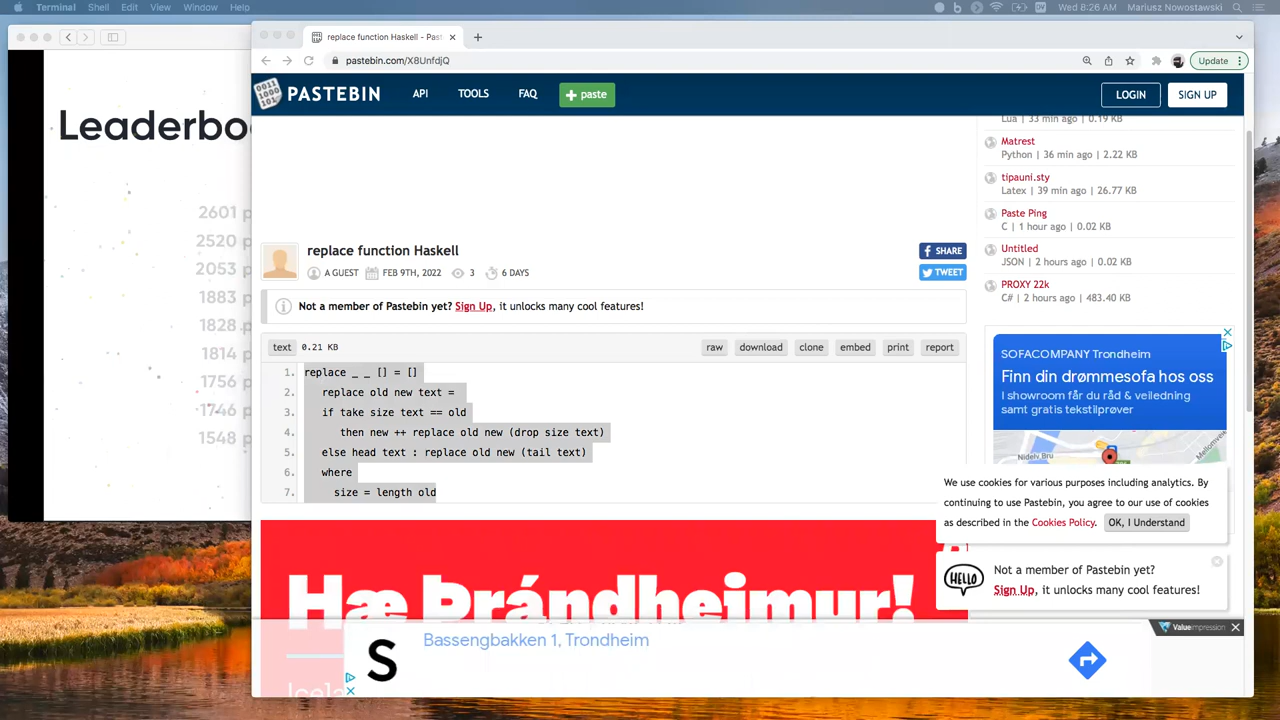 Terminal Shell Edit View Window Help
Wed 8:26 AM Mariusz Nowostawski
Leaderbo
2601 p
2520 p
2053 p
1883 p
1828 p
1814 p
1756 p
1746 p
1548 p
replace function Haskell - Past
pastebin.com/X8UnfdjQ
Update
PASTEBIN API TOOLS FAQ + paste LOGIN SIGN UP
replace function Haskell
SHARE
A GUEST FEB 9TH, 2022 3 6 DAYS
TWEET
Not a member of Pastebin yet? Sign Up, it unlocks many cool features!
text 0.21 KB raw download clone embed print report
1. replace _ _ [] = []
2. replace old new text =
3. if take size text == old
4. then new ++ replace old new (drop size text)
5. else head text : replace old new (tail text)
6. where
7. size = length old
Lua | 33 min ago | 0.19 KB
Matrest
Python | 36 min ago | 2.22 KB
tipauni.sty
Latex | 39 min ago | 26.77 KB
Paste Ping
C | 1 hour ago | 0.02 KB
Untitled
JSON | 2 hours ago | 0.02 KB
PROXY 22k
C# | 2 hours ago | 483.40 KB
SOFACOMPANY Trondheim
Finn din drømmesofa hos oss
I showroom får du råd & veiledning
samt gratis tekstilprøver
Nidelv Bru
We use cookies for various purposes including analytics. By
continuing to use Pastebin, you agree to our use of cookies
as described in the Cookies Policy. OK, I Understand
HELLO
Not a member of Pastebin yet?
Sign Up, it unlocks many cool features!
Hæ Þrándheimur!
ValueImpression
S
Bassengbakken 1, Trondheim